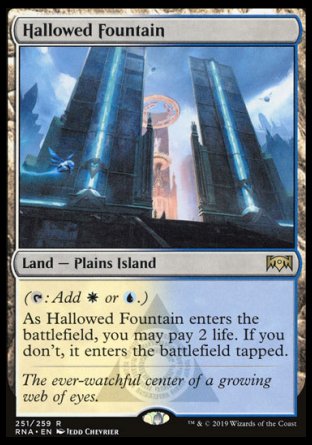 Hallowed Fountain
Land — Plains Island
(: Add or .)
As Hallowed Fountain enters the
battlefield, you may pay 2 life. If you
don't, it enters the battlefield tapped.
The ever-watchful center of a growing
web of eyes.
251/259 R
RNA • EN Jedd Chevrier
™ & © 2019 Wizards of the Coast